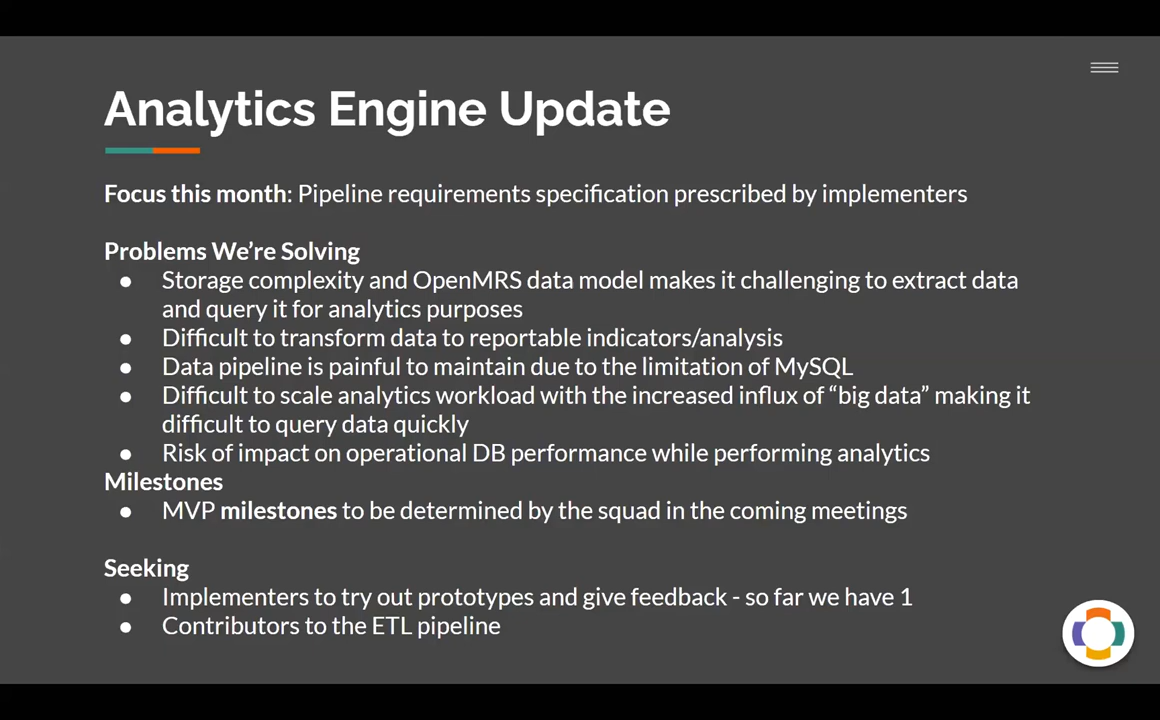 Analytics Engine Update
Focus this month: Pipeline requirements specification prescribed by implementers
Problems We’re Solving
● Storage complexity and OpenMRS data model makes it challenging to extract data
and query it for analytics purposes
● Difficult to transform data to reportable indicators/analysis
● Data pipeline is painful to maintain due to the limitation of MySQL
● Difficult to scale analytics workload with the increased influx of “big data” making it
difficult to query data quickly
● Risk of impact on operational DB performance while performing analytics
Milestones
● MVP milestones to be determined by the squad in the coming meetings
Seeking
● Implementers to try out prototypes and give feedback - so far we have 1
● Contributors to the ETL pipeline